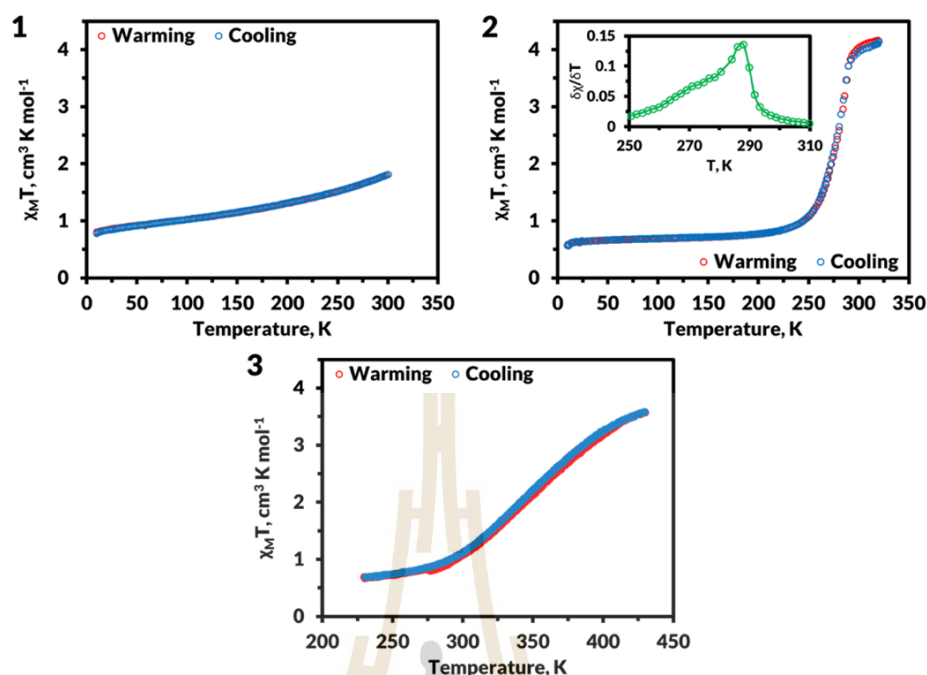 1
Warming Cooling
4
3
2
1
0
χMT, cm³ K mol⁻¹
0 50 100 150 200 250 300 350
Temperature, K
2
4
3
2
1
0
χMT, cm³ K mol⁻¹
0.15
0.10
0.05
0
δχ/δT
250 270 290 310
T, K
Warming Cooling
0 50 100 150 200 250 300 350
Temperature, K
3
Warming Cooling
4
3
2
1
0
χMT, cm³ K mol⁻¹
200 250 300 350 400 450
Temperature, K